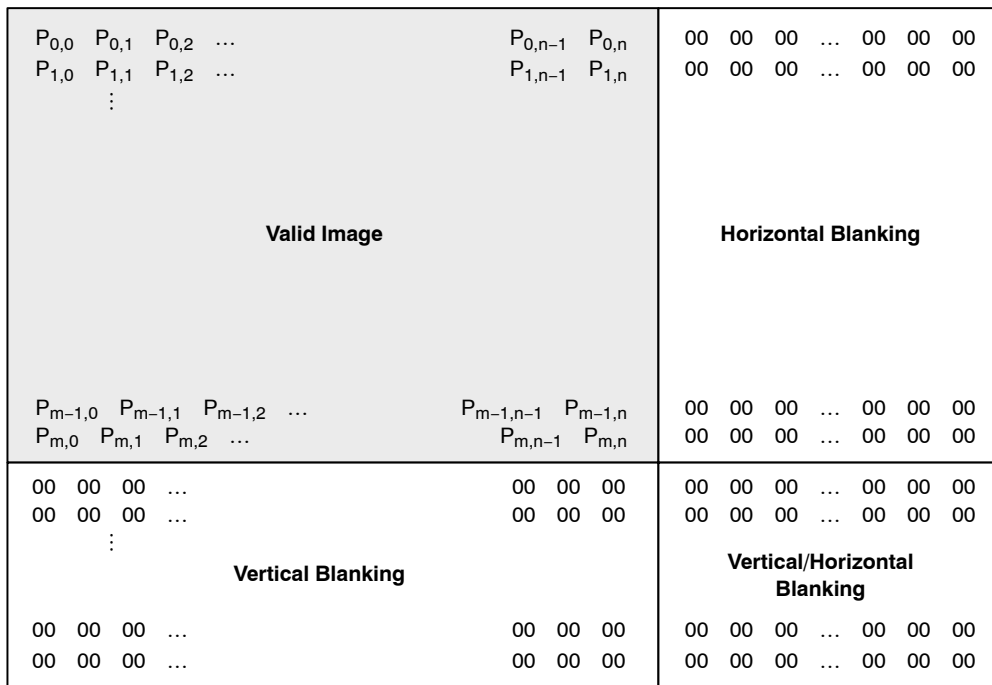 P0,0 P0,1 P0,2 … P0,n−1 P0,n 00 00 00 … 00 00 00
P1,0 P1,1 P1,2 … P1,n−1 P1,n 00 00 00 … 00 00 00
⋮
Valid Image Horizontal Blanking
Pm−1,0 Pm−1,1 Pm−1,2 … Pm−1,n−1 Pm−1,n 00 00 00 … 00 00 00
Pm,0 Pm,1 Pm,2 … Pm,n−1 Pm,n 00 00 00 … 00 00 00
00 00 00 … 00 00 00 00 00 00 … 00 00 00
00 00 00 … 00 00 00 00 00 00 … 00 00 00
⋮
Vertical Blanking
Vertical/Horizontal
Blanking
00 00 00 … 00 00 00 00 00 00 … 00 00 00
00 00 00 … 00 00 00 00 00 00 … 00 00 00